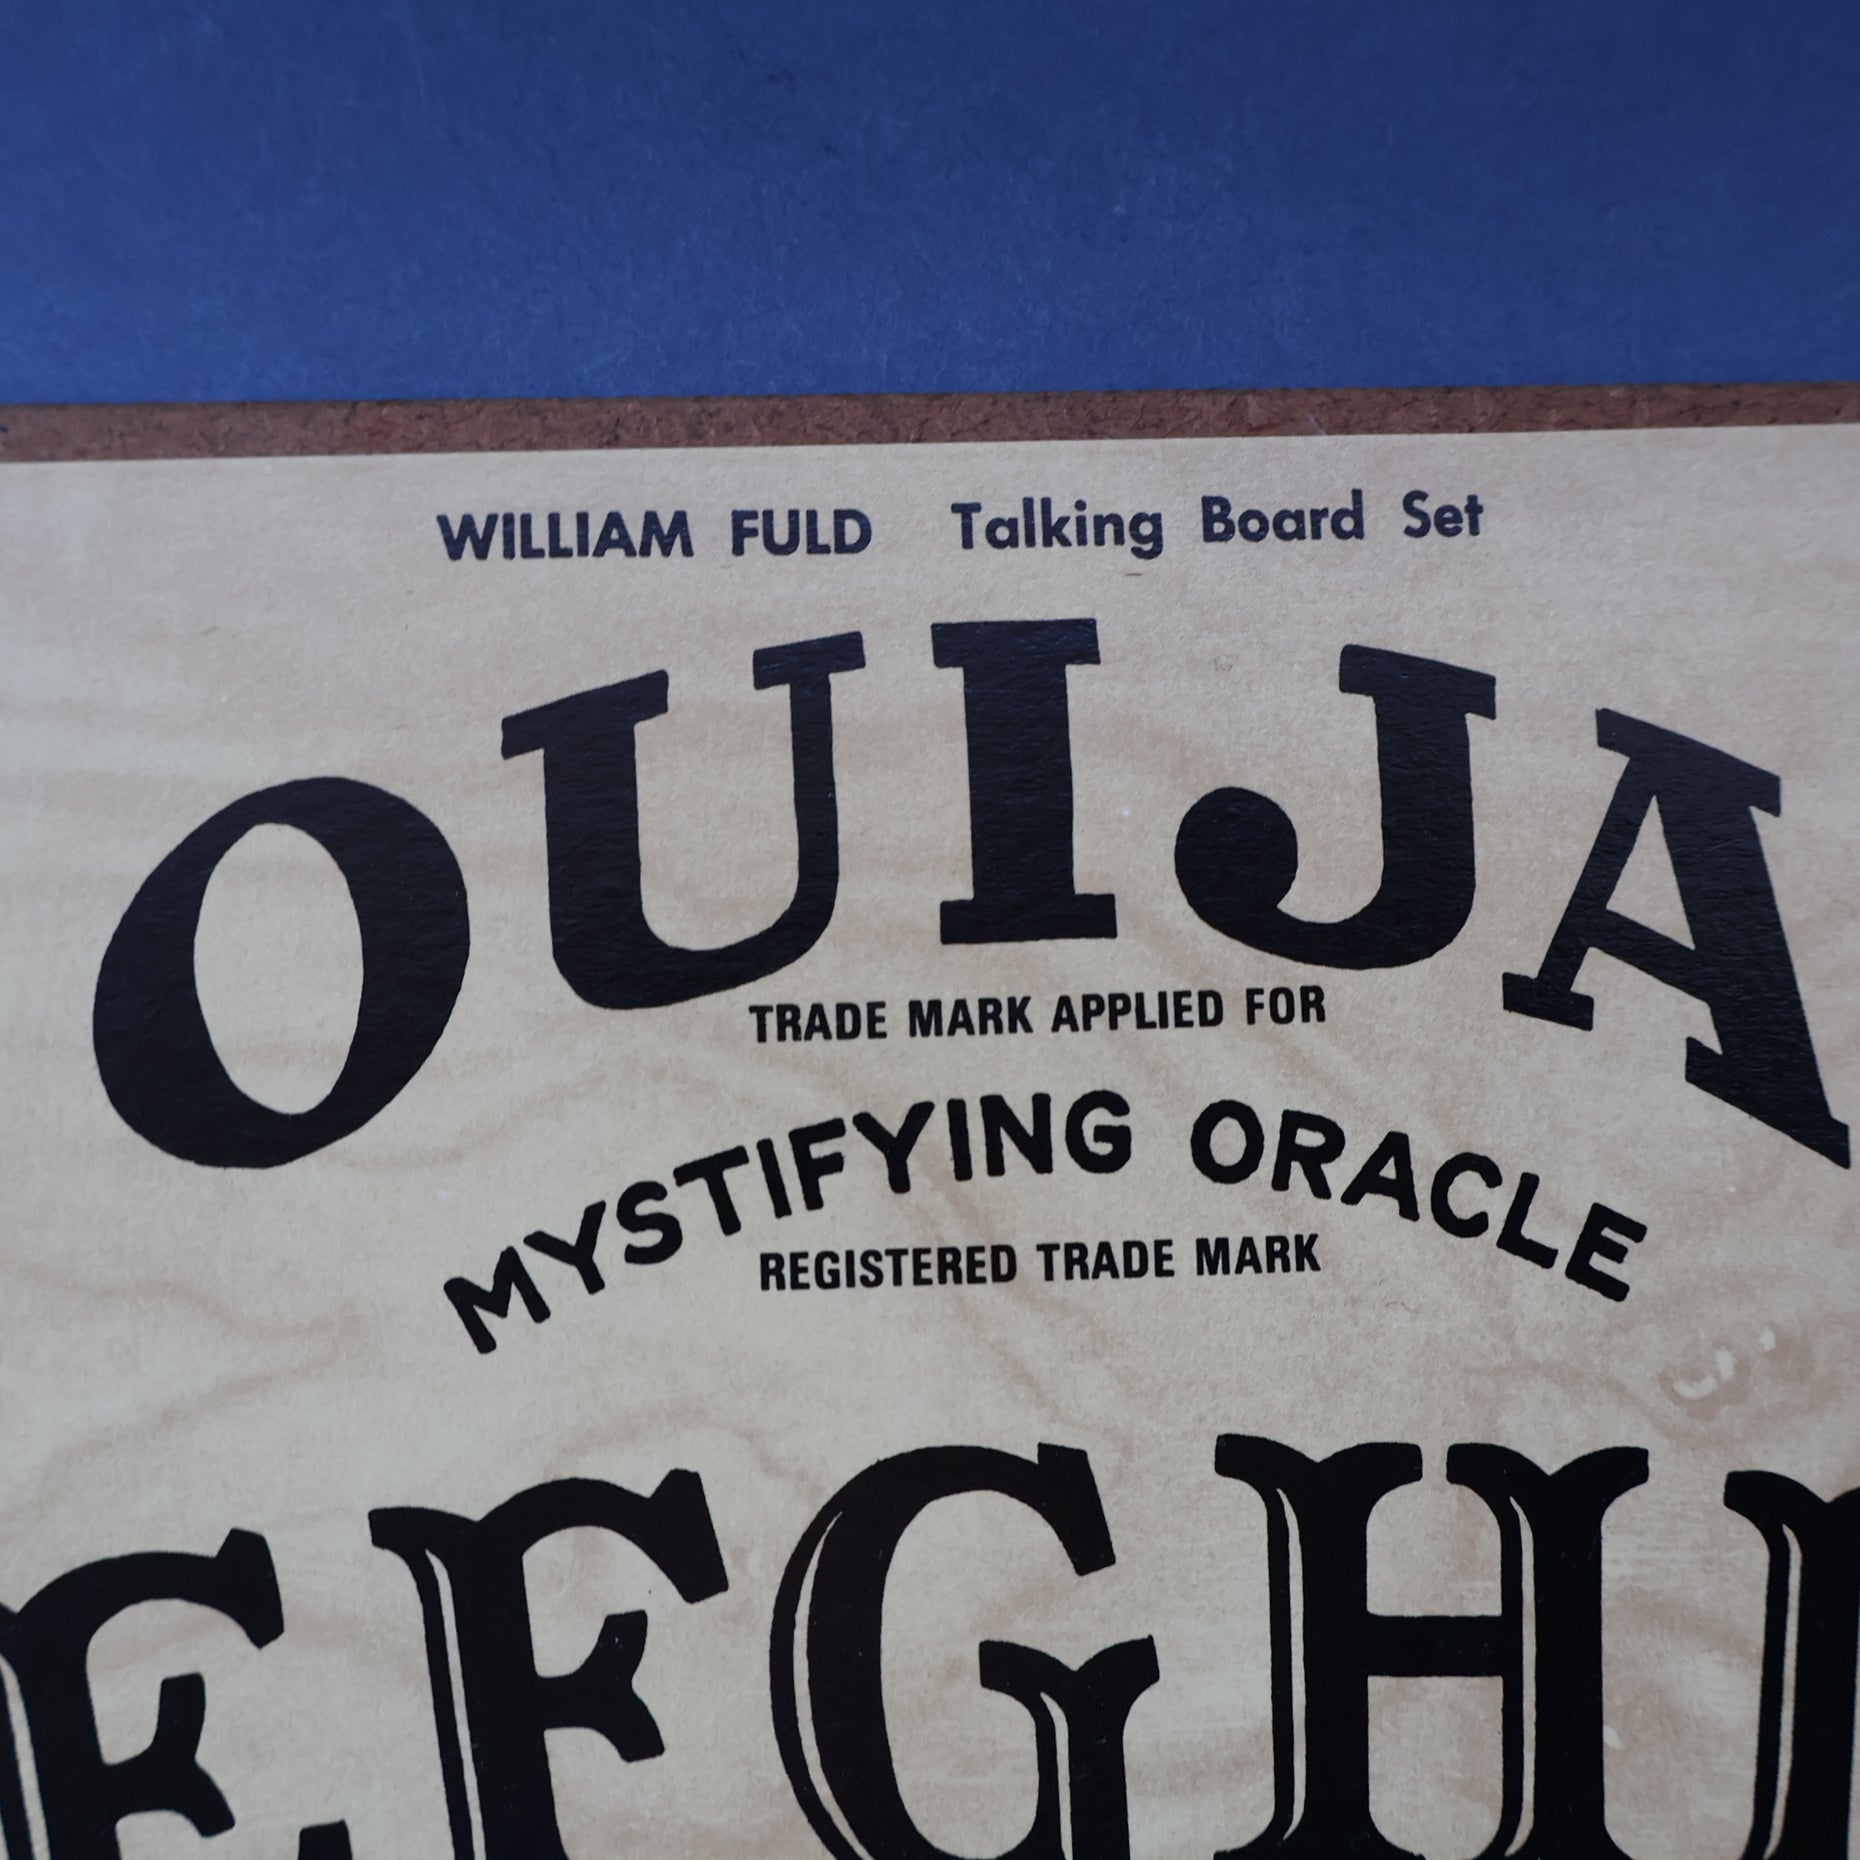 WILLIAM FULD Talking Board Set
OUIJA
TRADE MARK APPLIED FOR
MYSTIFYING ORACLE
REGISTERED TRADE MARK
E F G H I